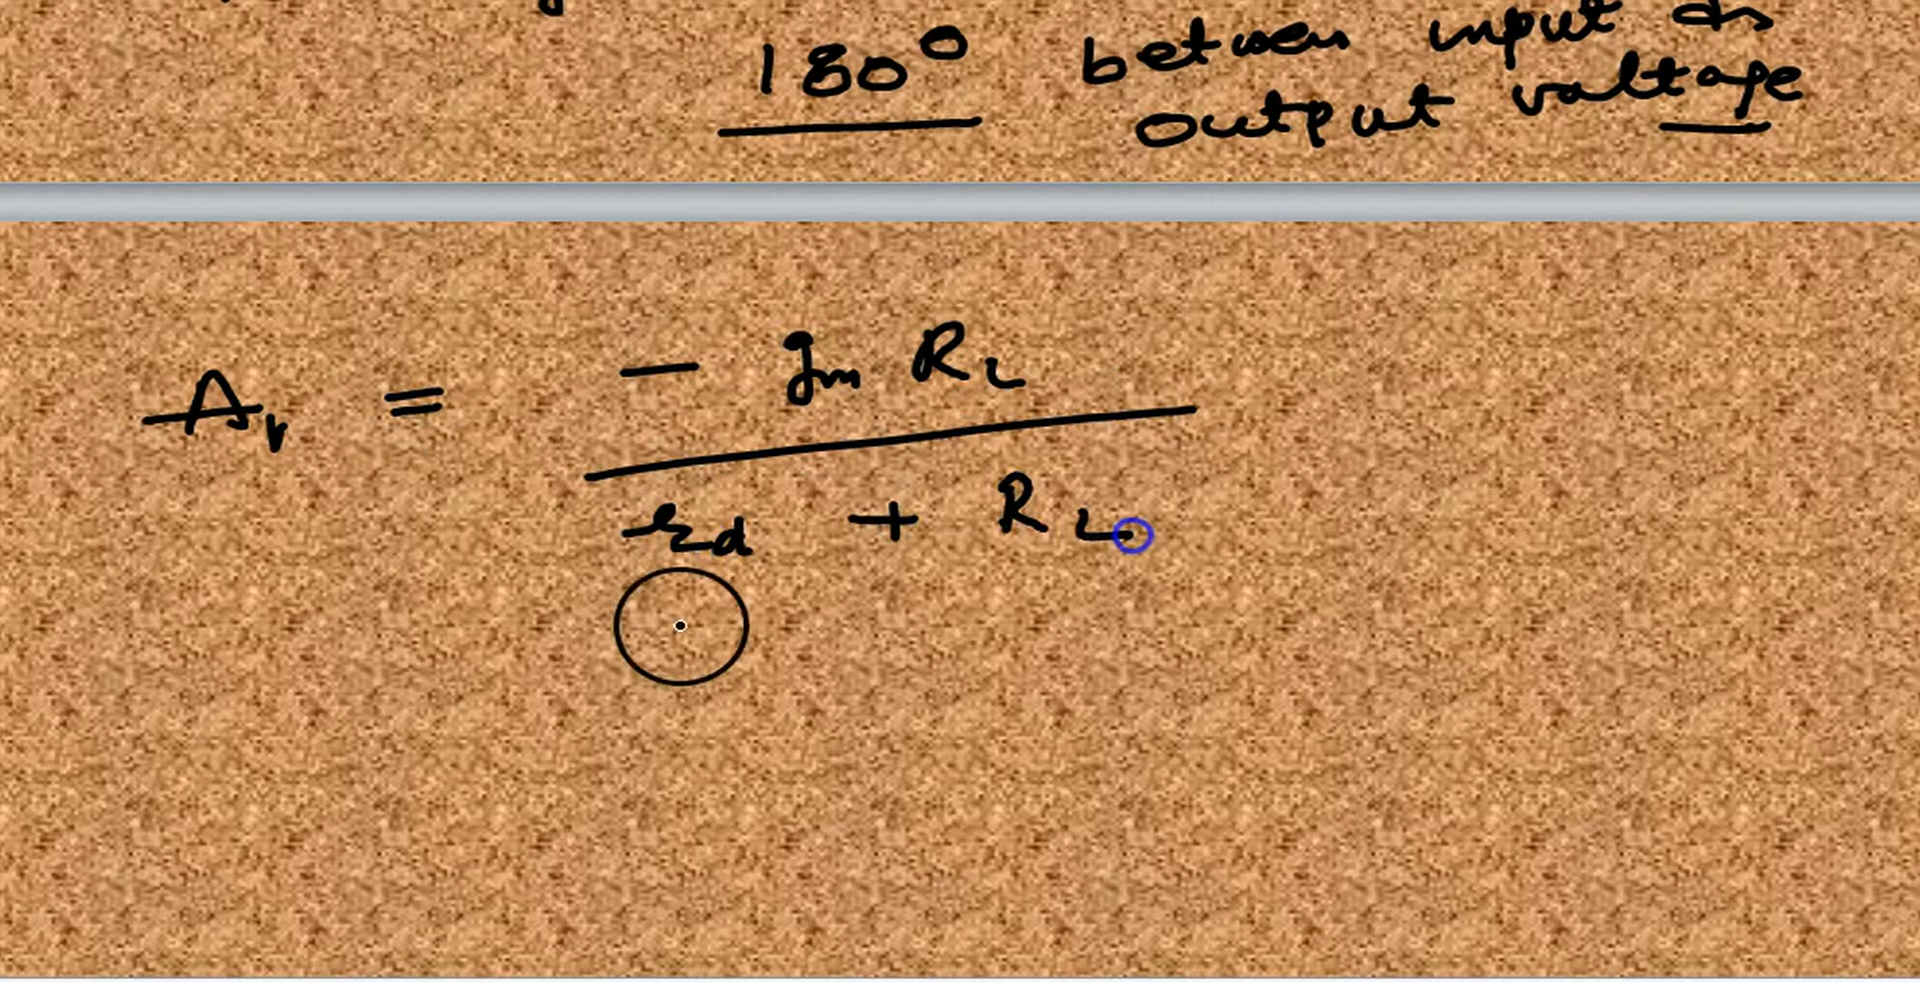 180° between input &
output voltage
Av = - gm RL
rd + RL